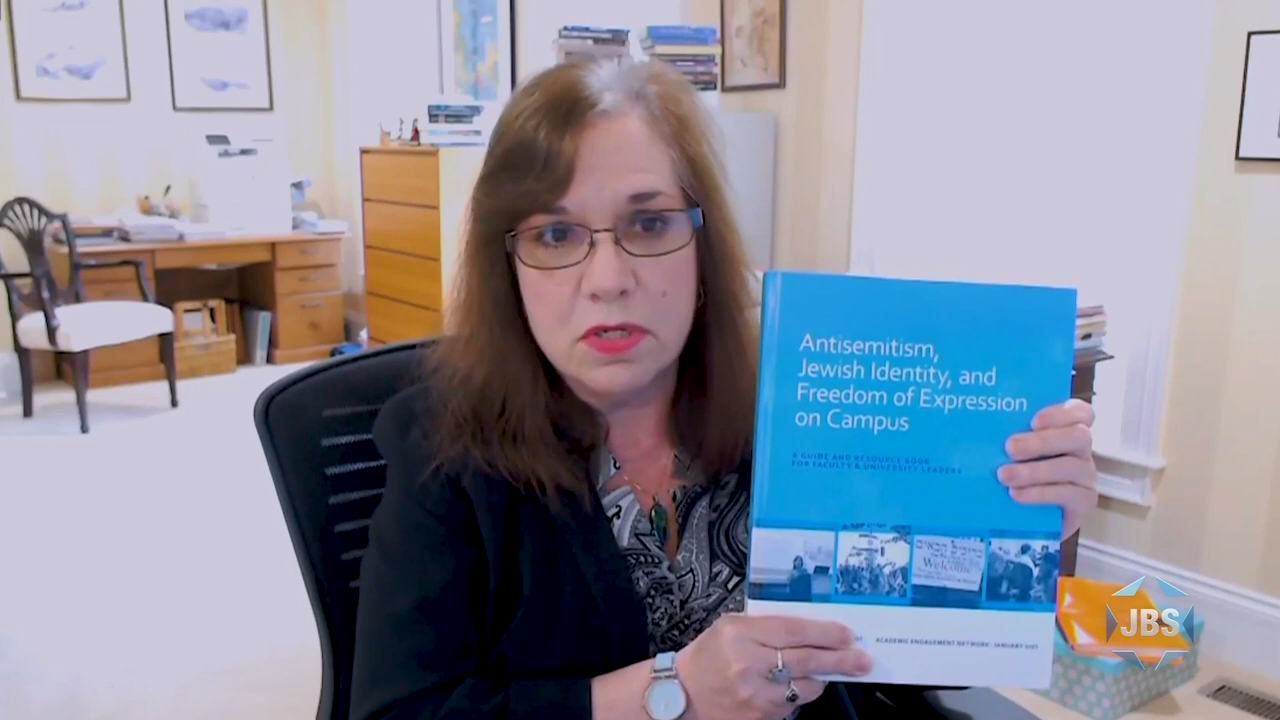 Antisemitism,
Jewish Identity, and
Freedom of Expression
on Campus
A GUIDE AND RESOURCE BOOK
FOR FACULTY & UNIVERSITY LEADERS
Welcome
ACADEMIC ENGAGEMENT NETWORK JANUARY
JBS